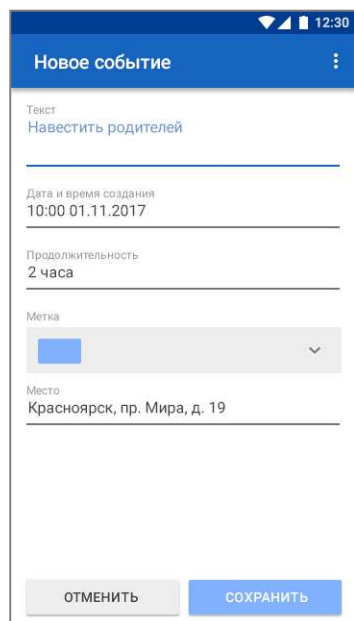 12:30
Новое событие
Текст
Навестить родителей
Дата и время создания
10:00 01.11.2017
Продолжительность
2 часа
Метка
Место
Красноярск, пр. Мира, д. 19
ОТМЕНИТЬ СОХРАНИТЬ